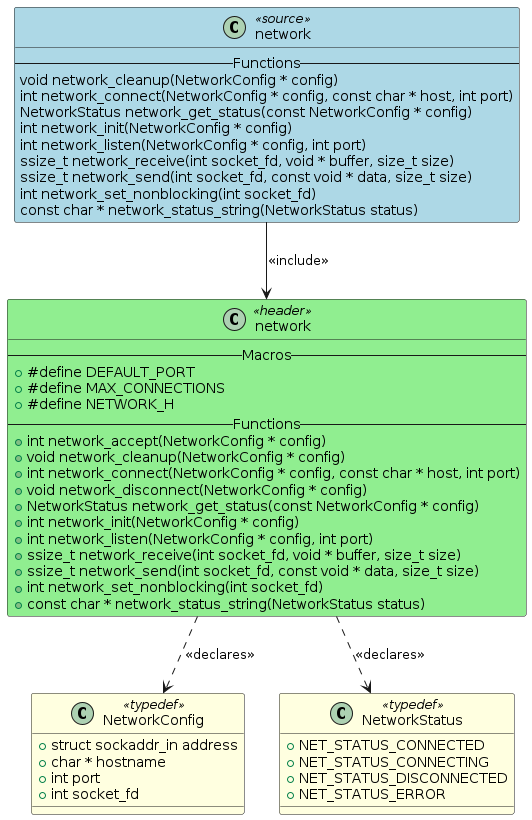 C «source»
network
Functions
void network_cleanup(NetworkConfig * config)
int network_connect(NetworkConfig * config, const char * host, int port)
NetworkStatus network_get_status(const NetworkConfig * config)
int network_init(NetworkConfig * config)
int network_listen(NetworkConfig * config, int port)
ssize_t network_receive(int socket_fd, void * buffer, size_t size)
ssize_t network_send(int socket_fd, const void * data, size_t size)
int network_set_nonblocking(int socket_fd)
const char * network_status_string(NetworkStatus status)
«include»
C «header»
network
Macros
#define DEFAULT_PORT
#define MAX_CONNECTIONS
#define NETWORK_H
Functions
int network_accept(NetworkConfig * config)
void network_cleanup(NetworkConfig * config)
int network_connect(NetworkConfig * config, const char * host, int port)
void network_disconnect(NetworkConfig * config)
NetworkStatus network_get_status(const NetworkConfig * config)
int network_init(NetworkConfig * config)
int network_listen(NetworkConfig * config, int port)
ssize_t network_receive(int socket_fd, void * buffer, size_t size)
ssize_t network_send(int socket_fd, const void * data, size_t size)
int network_set_nonblocking(int socket_fd)
const char * network_status_string(NetworkStatus status)
«declares»
«declares»
C «typedef»
NetworkConfig
struct sockaddr_in address
char * hostname
int port
int socket_fd
C «typedef»
NetworkStatus
NET_STATUS_CONNECTED
NET_STATUS_CONNECTING
NET_STATUS_DISCONNECTED
NET_STATUS_ERROR